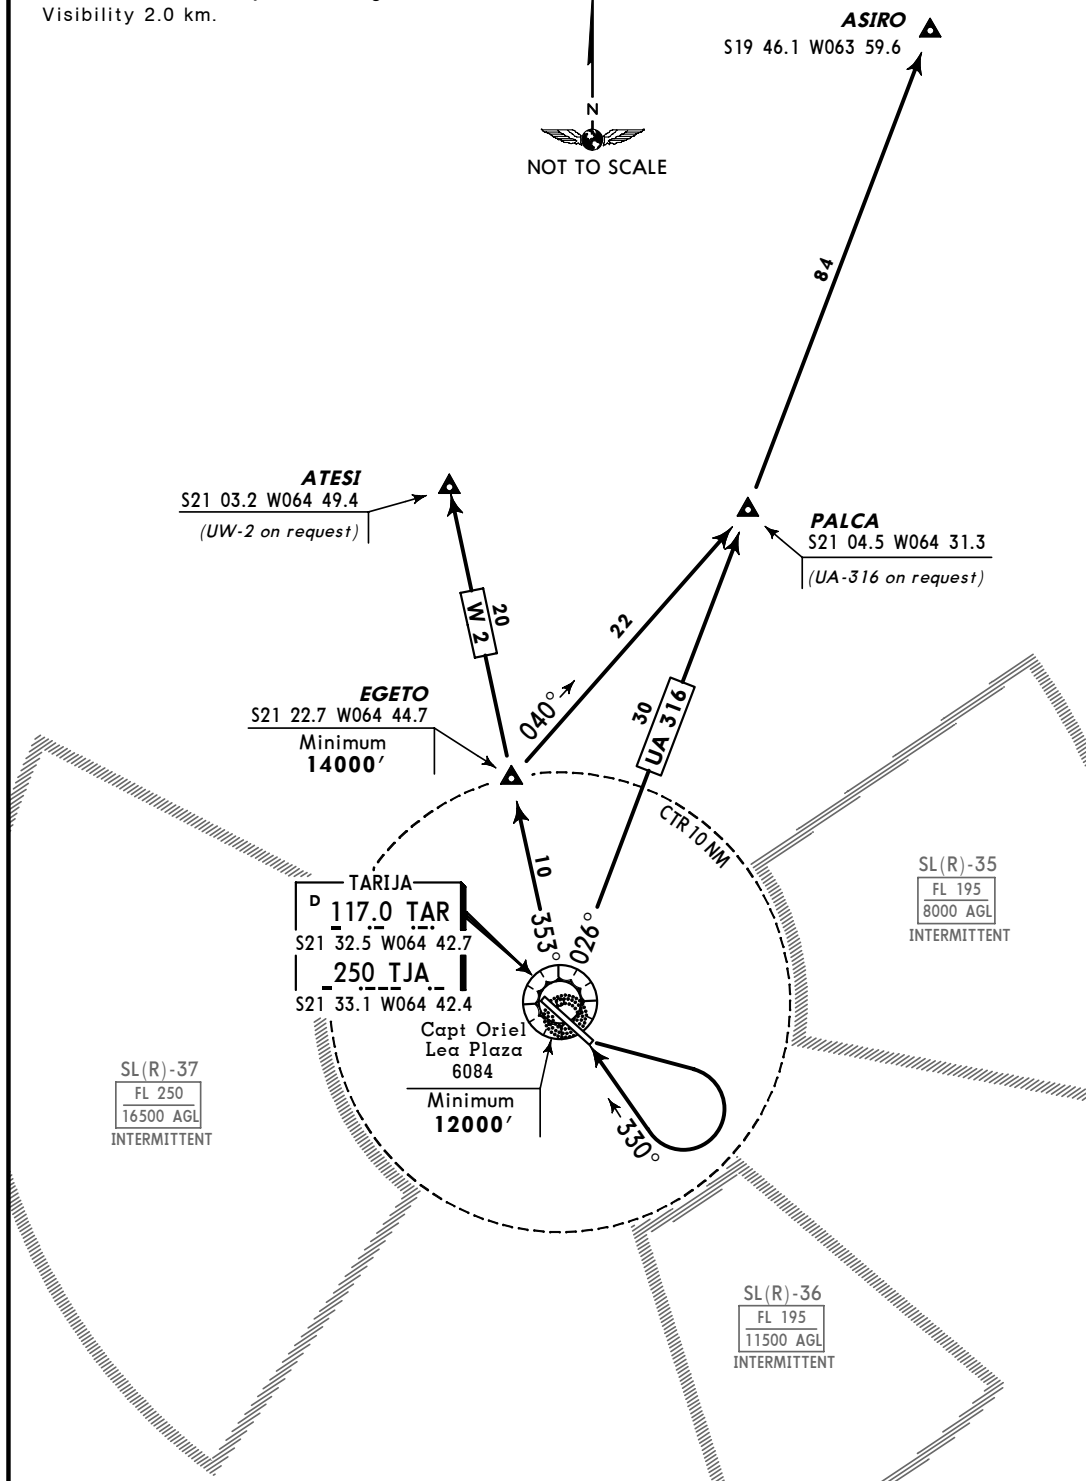 Visibility 2.0 km.
ASIRO
S19 46.1 W063 59.6
N
NOT TO SCALE
84
ATESI
S21 03.2 W064 49.4
(UW-2 on request)
PALCA
S21 04.5 W064 31.3
(UA-316 on request)
20
W 2
22
EGETO
S21 22.7 W064 44.7
Minimum
14000′
040°
30
UA 316
CTR 10 NM
10
353°
026°
TARIJA
D 117.0 TAR
S21 32.5 W064 42.7
250 TJA
S21 33.1 W064 42.4
Capt Oriel
Lea Plaza
6084
Minimum
12000′
330°
SL(R)-35
FL 195
8000 AGL
INTERMITTENT
SL(R)-37
FL 250
16500 AGL
INTERMITTENT
SL(R)-36
FL 195
11500 AGL
INTERMITTENT